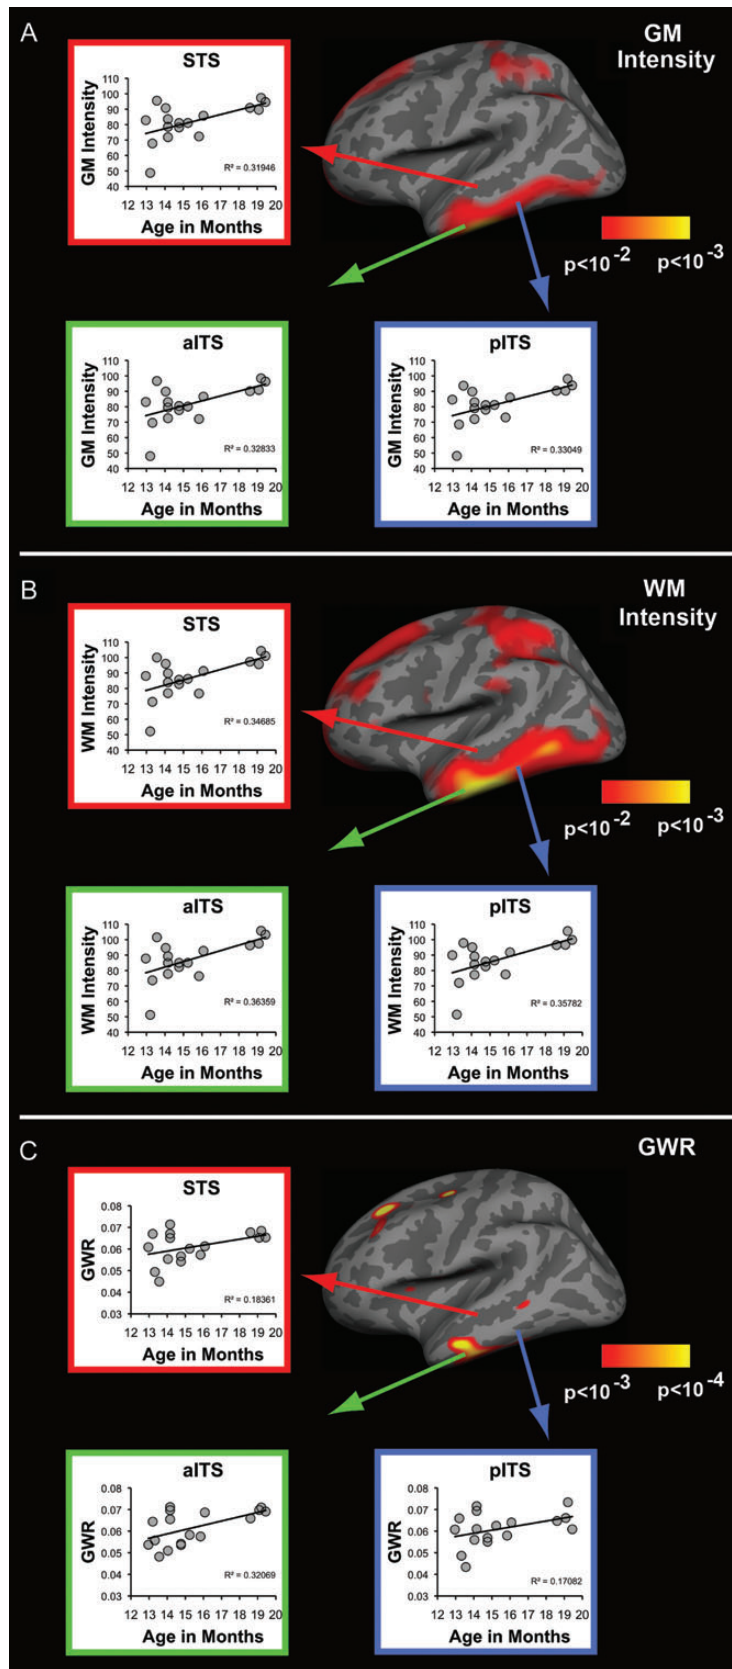 A
GM
Intensity
STS
GM Intensity
100
90
80
70
60
50
40
R² = 0.31946
12 13 14 15 16 17 18 19 20
Age in Months
p<10-2 p<10-3
aITS
GM Intensity
110
100
90
80
70
60
50
40
R² = 0.32833
12 13 14 15 16 17 18 19 20
Age in Months
pITS
GM Intensity
110
100
90
80
70
60
50
40
R² = 0.33049
12 13 14 15 16 17 18 19 20
Age in Months
B
WM
Intensity
STS
WM Intensity
110
100
90
80
70
60
50
40
R² = 0.34685
12 13 14 15 16 17 18 19 20
Age in Months
p<10-2 p<10-3
aITS
WM Intensity
110
100
90
80
70
60
50
40
R² = 0.36359
12 13 14 15 16 17 18 19 20
Age in Months
pITS
WM Intensity
110
100
90
80
70
60
50
40
R² = 0.35782
12 13 14 15 16 17 18 19 20
Age in Months
C
GWR
STS
GWR
0.08
0.07
0.06
0.05
0.04
0.03
R² = 0.18361
12 13 14 15 16 17 18 19 20
Age in Months
p<10-3 p<10-4
aITS
GWR
0.08
0.07
0.06
0.05
0.04
0.03
R² = 0.32069
12 13 14 15 16 17 18 19 20
Age in Months
pITS
GWR
0.08
0.07
0.06
0.05
0.04
0.03
R² = 0.17082
12 13 14 15 16 17 18 19 20
Age in Months